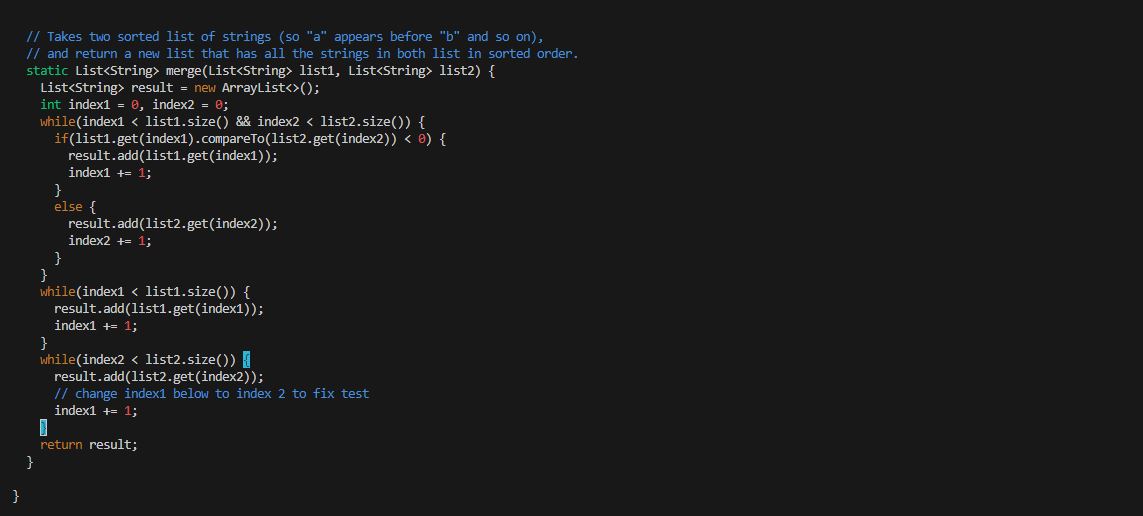 // Takes two sorted list of strings (so "a" appears before "b" and so on),
// and return a new list that has all the strings in both list in sorted order.
static List<String> merge(List<String> list1, List<String> list2) {
  List<String> result = new ArrayList<>();
  int index1 = 0, index2 = 0;
  while(index1 < list1.size() && index2 < list2.size()) {
    if(list1.get(index1).compareTo(list2.get(index2)) < 0) {
      result.add(list1.get(index1));
      index1 += 1;
    }
    else {
      result.add(list2.get(index2));
      index2 += 1;
    }
  }
  while(index1 < list1.size()) {
    result.add(list1.get(index1));
    index1 += 1;
  }
  while(index2 < list2.size()) {
    result.add(list2.get(index2));
    // change index1 below to index 2 to fix test
    index1 += 1;
  }
  return result;
}
}